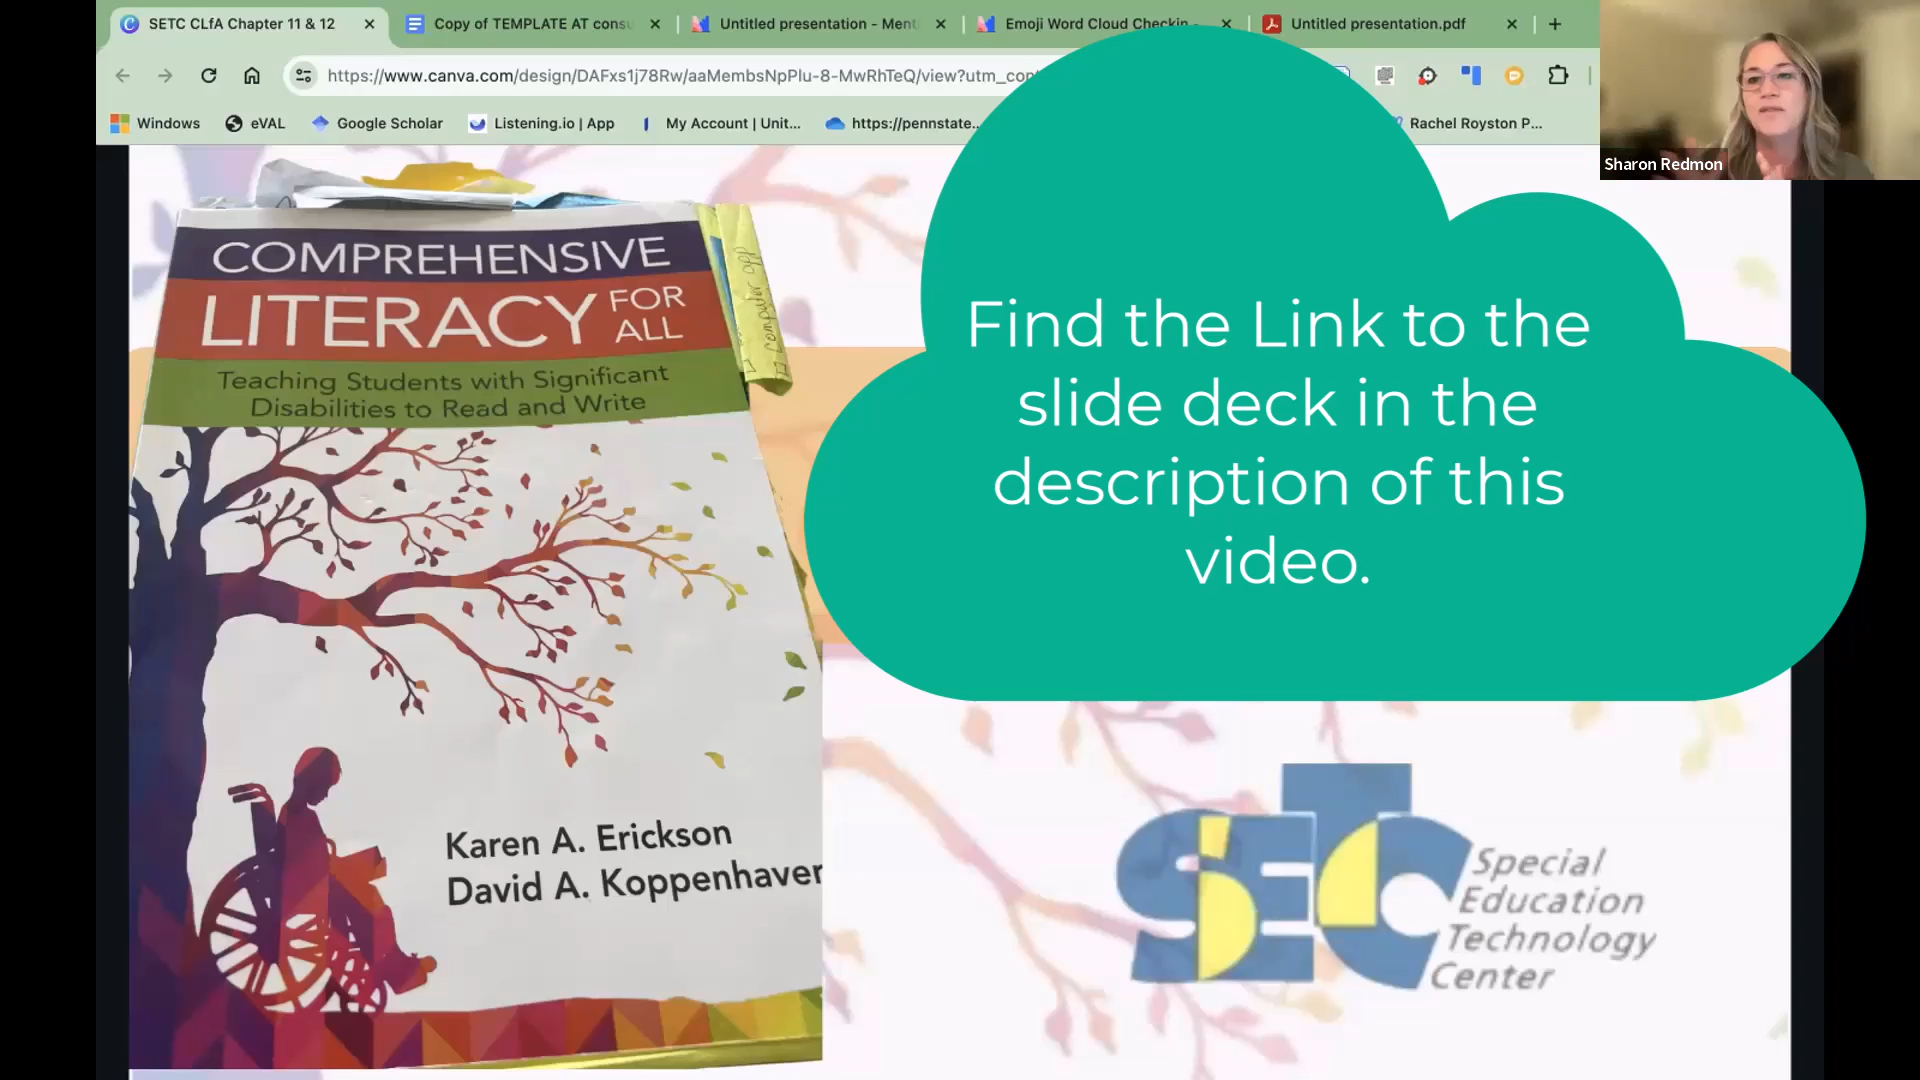 SETC CLfA Chapter 11 & 12
Copy of TEMPLATE AT consu
Untitled presentation - Ment
Emoji Word Cloud Checkin -
Untitled presentation.pdf
https://www.canva.com/design/DAFxs1j78Rw/aaMembsNpPlu-8-MwRhTeQ/view?utm_con
Windows
eVAL
Google Scholar
Listening.io | App
My Account | Unit...
https://pennstate...
Rachel Royston P...
Sharon Redmon
COMPREHENSIVE
LITERACY FOR ALL
Teaching Students with Significant
Disabilities to Read and Write
computer app
Karen A. Erickson
David A. Koppenhaver
Find the Link to the
slide deck in the
description of this
video.
SETC
Special
Education
Technology
Center